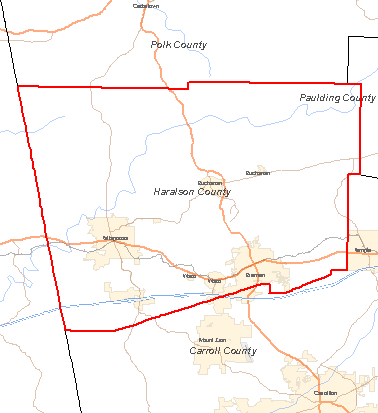 Cedartown
Polk County
Paulding County
Buchanan
Buchanan
Haralson County
Tallapoosa
Temple
Waco
Waco
Bremen
Mount Zion
Carroll County
Carrollton